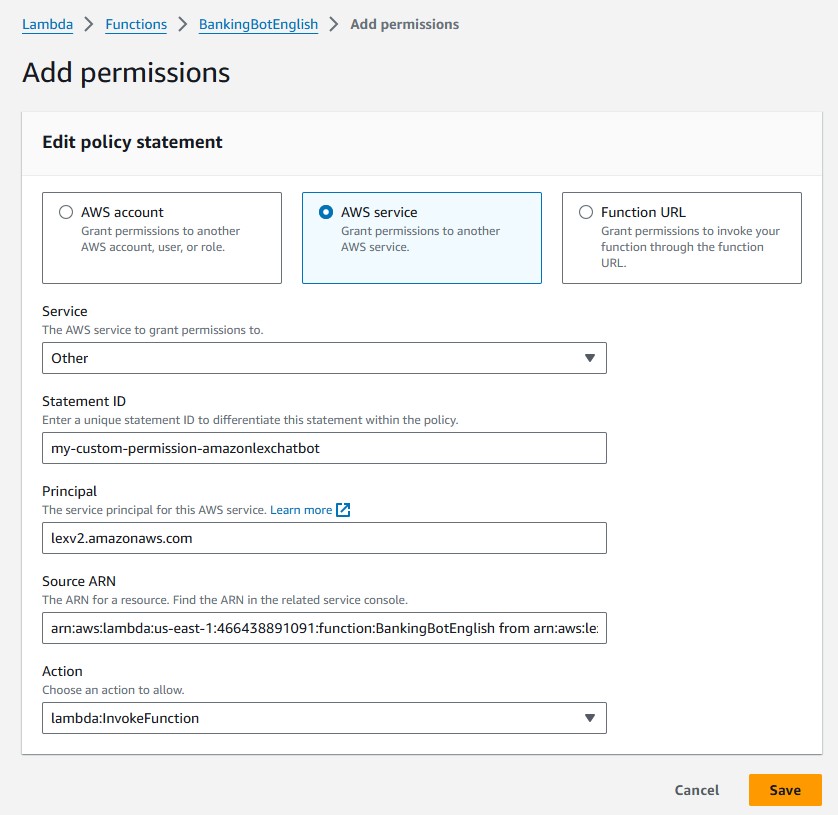 Lambda > Functions > BankingBotEnglish > Add permissions
Add permissions
Edit policy statement
AWS account
Grant permissions to another
AWS account, user, or role.
AWS service
Grant permissions to another
AWS service.
Function URL
Grant permissions to invoke your
function through the function
URL.
Service
The AWS service to grant permissions to.
Other
Statement ID
Enter a unique statement ID to differentiate this statement within the policy.
my-custom-permission-amazonlexchatbot
Principal
The service principal for this AWS service. Learn more
lexv2.amazonaws.com
Source ARN
The ARN for a resource. Find the ARN in the related service console.
arn:aws:lambda:us-east-1:466438891091:function:BankingBotEnglish from arn:aws:le
Action
Choose an action to allow.
lambda:InvokeFunction
Cancel
Save